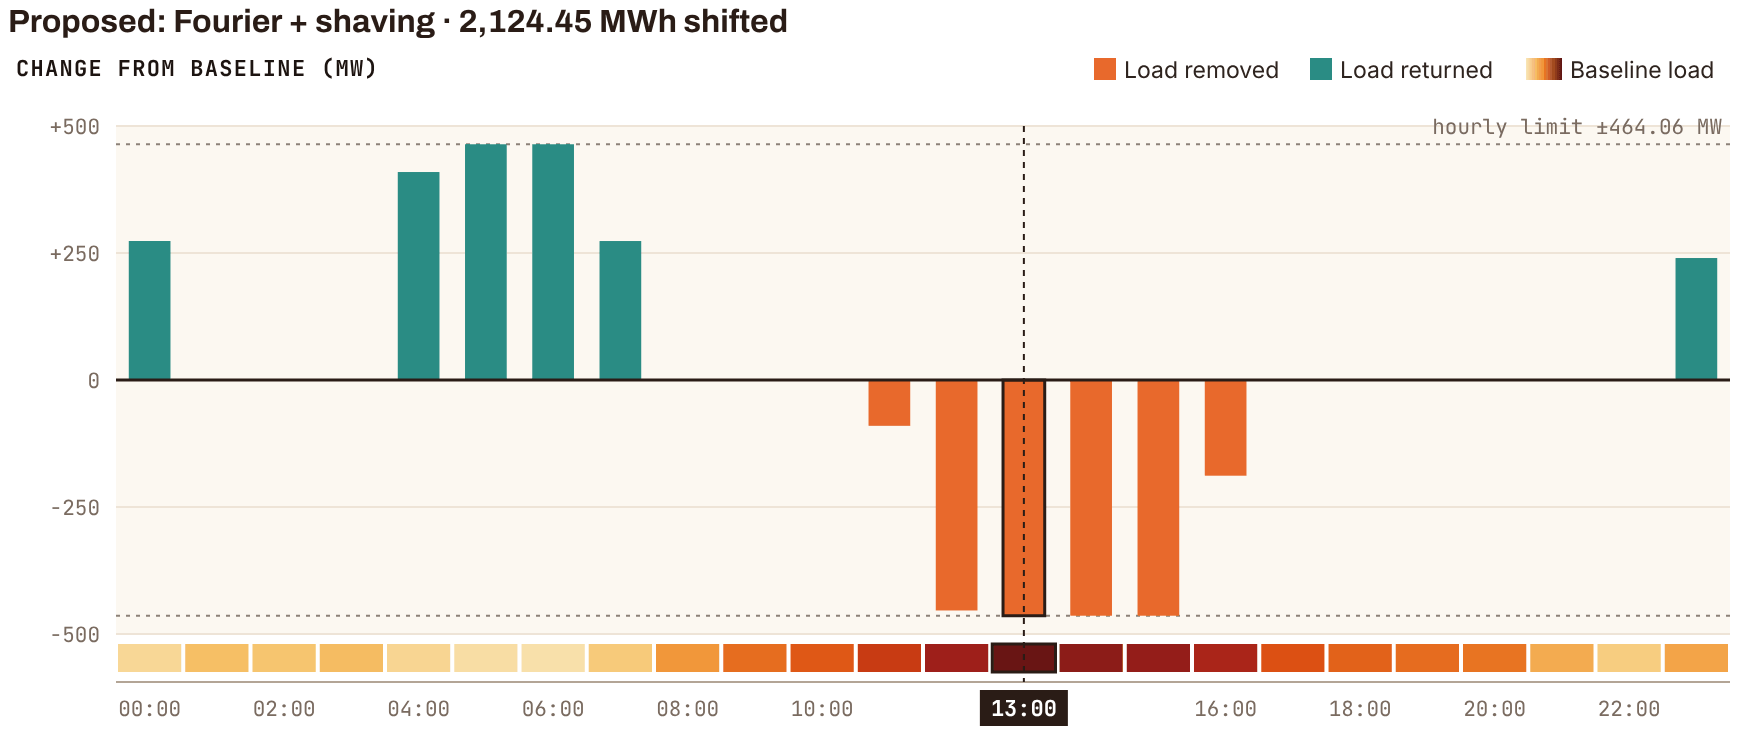 Proposed: Fourier + shaving · 2,124.45 MWh shifted
CHANGE FROM BASELINE (MW)
Load removed
Load returned
Baseline load
hourly limit ±464.06 MW
+500
+250
0
-250
-500
00:00
02:00
04:00
06:00
08:00
10:00
13:00
16:00
18:00
20:00
22:00